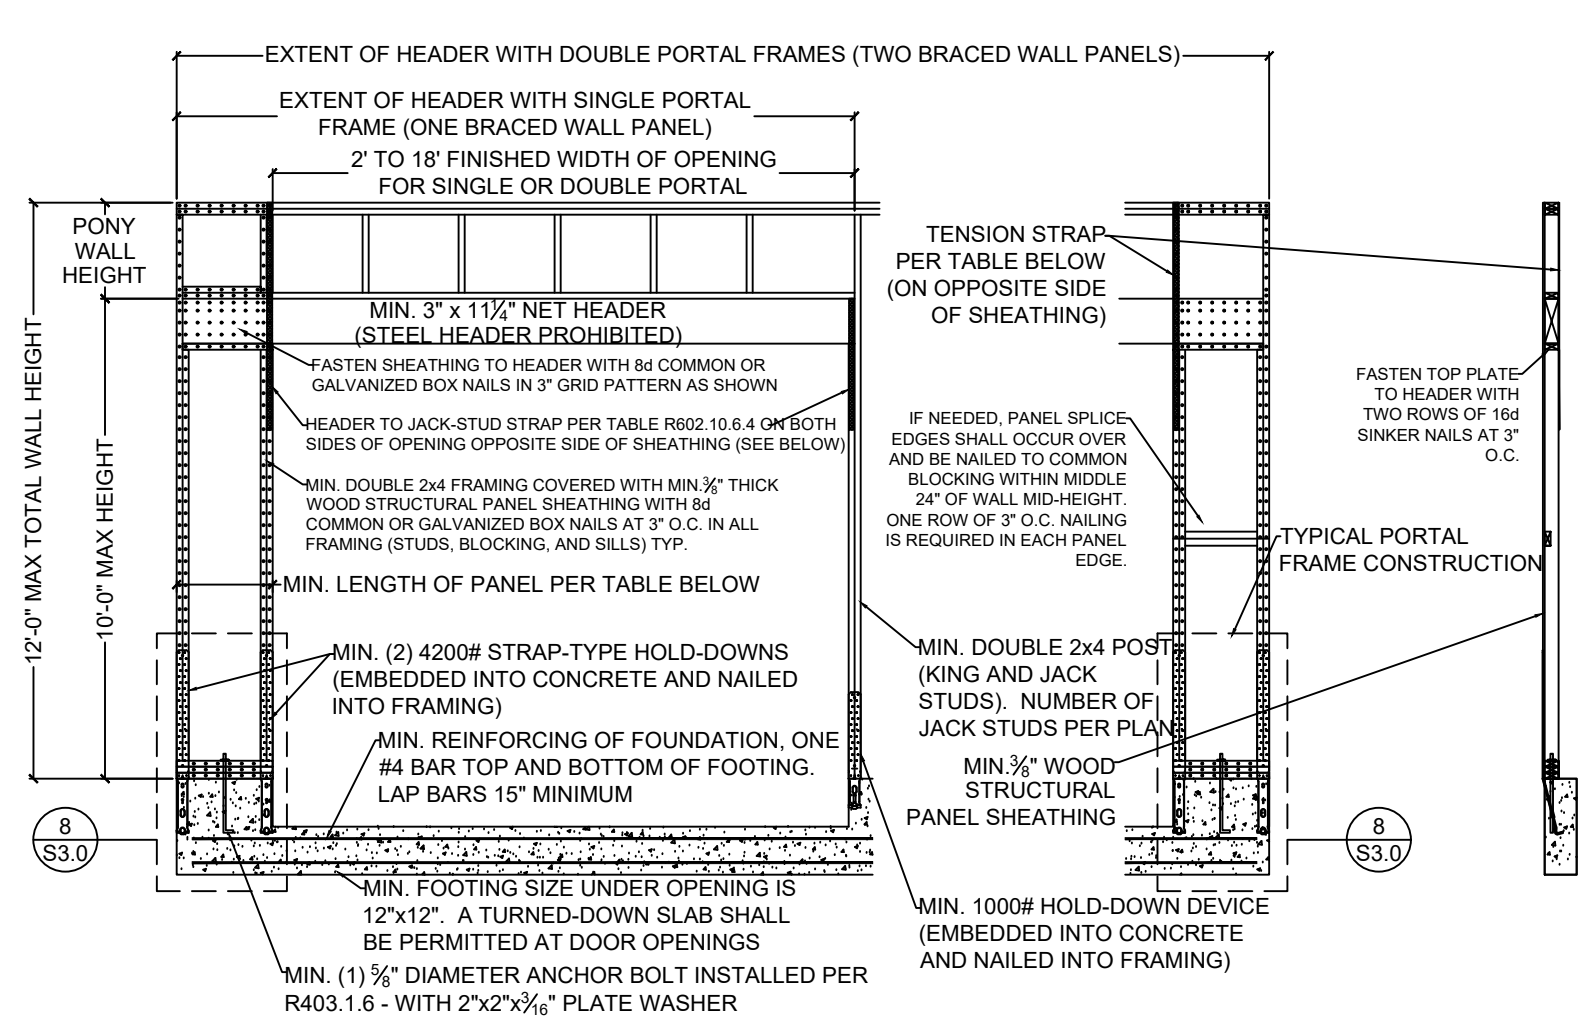 EXTENT OF HEADER WITH DOUBLE PORTAL FRAMES (TWO BRACED WALL PANELS)
EXTENT OF HEADER WITH SINGLE PORTAL
FRAME (ONE BRACED WALL PANEL)
2' TO 18' FINISHED WIDTH OF OPENING
FOR SINGLE OR DOUBLE PORTAL
PONY
WALL
HEIGHT
12'-0" MAX TOTAL WALL HEIGHT
10'-0" MAX HEIGHT
MIN. 3" x 11¼" NET HEADER
(STEEL HEADER PROHIBITED)
FASTEN SHEATHING TO HEADER WITH 8d COMMON OR
GALVANIZED BOX NAILS IN 3" GRID PATTERN AS SHOWN
HEADER TO JACK-STUD STRAP PER TABLE R602.10.6.4 ON BOTH
SIDES OF OPENING OPPOSITE SIDE OF SHEATHING (SEE BELOW)
MIN. DOUBLE 2x4 FRAMING COVERED WITH MIN.⅜" THICK
WOOD STRUCTURAL PANEL SHEATHING WITH 8d
COMMON OR GALVANIZED BOX NAILS AT 3" O.C. IN ALL
FRAMING (STUDS, BLOCKING, AND SILLS) TYP.
MIN. LENGTH OF PANEL PER TABLE BELOW
MIN. (2) 4200# STRAP-TYPE HOLD-DOWNS
(EMBEDDED INTO CONCRETE AND NAILED
INTO FRAMING)
MIN. REINFORCING OF FOUNDATION, ONE
#4 BAR TOP AND BOTTOM OF FOOTING.
LAP BARS 15" MINIMUM
8
S3.0
MIN. FOOTING SIZE UNDER OPENING IS
12"x12".  A TURNED-DOWN SLAB SHALL
BE PERMITTED AT DOOR OPENINGS
MIN. (1) ⅝" DIAMETER ANCHOR BOLT INSTALLED PER
R403.1.6 - WITH 2"x2"x3⁄16" PLATE WASHER
TENSION STRAP
PER TABLE BELOW
(ON OPPOSITE SIDE
OF SHEATHING)
IF NEEDED, PANEL SPLICE
EDGES SHALL OCCUR OVER
AND BE NAILED TO COMMON
BLOCKING WITHIN MIDDLE
24" OF WALL MID-HEIGHT.
ONE ROW OF 3" O.C. NAILING
IS REQUIRED IN EACH PANEL
EDGE.
MIN. DOUBLE 2x4 POST
(KING AND JACK
STUDS).  NUMBER OF
JACK STUDS PER PLAN
MIN.⅜" WOOD
STRUCTURAL
PANEL SHEATHING
MIN. 1000# HOLD-DOWN DEVICE
(EMBEDDED INTO CONCRETE
AND NAILED INTO FRAMING)
FASTEN TOP PLATE
TO HEADER WITH
TWO ROWS OF 16d
SINKER NAILS AT 3"
O.C.
TYPICAL PORTAL
FRAME CONSTRUCTION
8
S3.0